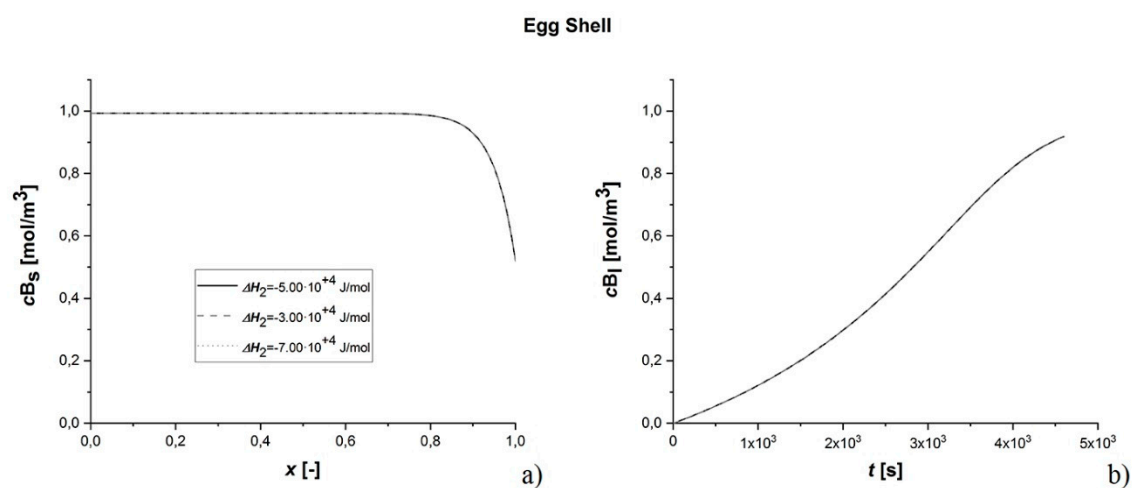 Egg Shell
cBs [mol/m³]
1,0
0,8
0,6
0,4
0,2
0,0
ΔH₂=-5.00·10⁺⁴ J/mol
ΔH₂=-3.00·10⁺⁴ J/mol
ΔH₂=-7.00·10⁺⁴ J/mol
0,0 0,2 0,4 0,6 0,8 1,0
x [-]
a)
cBl [mol/m³]
1,0
0,8
0,6
0,4
0,2
0,0
0 1x10³ 2x10³ 3x10³ 4x10³ 5x10³
t [s]
b)